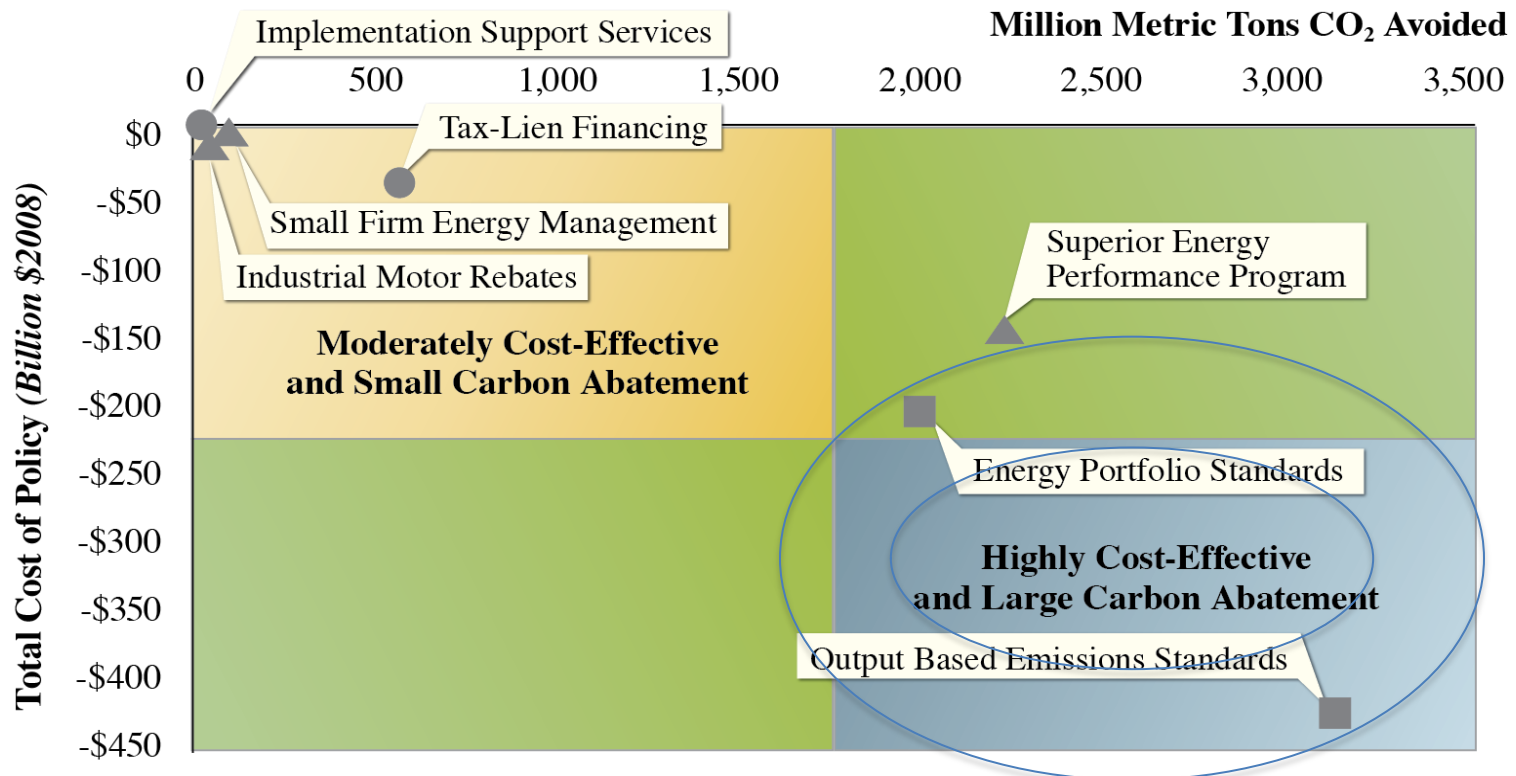 Implementation Support Services
Million Metric Tons CO₂ Avoided
0 500 1,000 1,500 2,000 2,500 3,000 3,500
Total Cost of Policy (Billion $2008)
$0
-$50
-$100
-$150
-$200
-$250
-$300
-$350
-$400
-$450
Tax-Lien Financing
Small Firm Energy Management
Industrial Motor Rebates
Moderately Cost-Effective
and Small Carbon Abatement
Superior Energy
Performance Program
Energy Portfolio Standards
Highly Cost-Effective
and Large Carbon Abatement
Output Based Emissions Standards